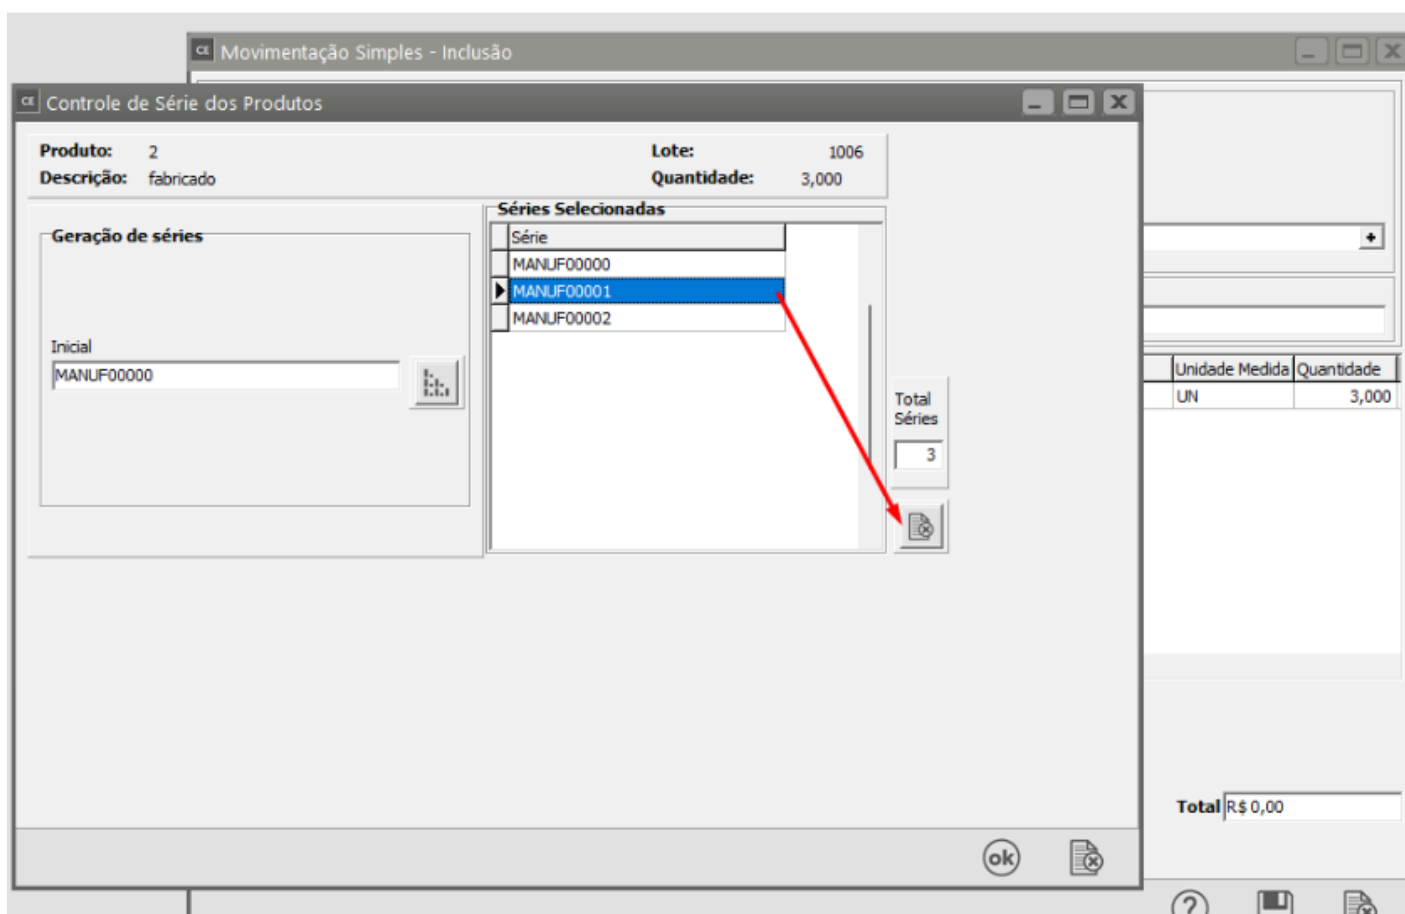 CE Movimentação Simples - Inclusão
CE Controle de Série dos Produtos
Produto: 2
Lote: 1006
Descrição: fabricado
Quantidade: 3,000
Geração de séries
Inicial
MANUF00000
Séries Selecionadas
Série
MANUF00000
MANUF00001
MANUF00002
Total
Séries
3
Unidade Medida Quantidade
UN 3,000
Total R$ 0,00
ok
?